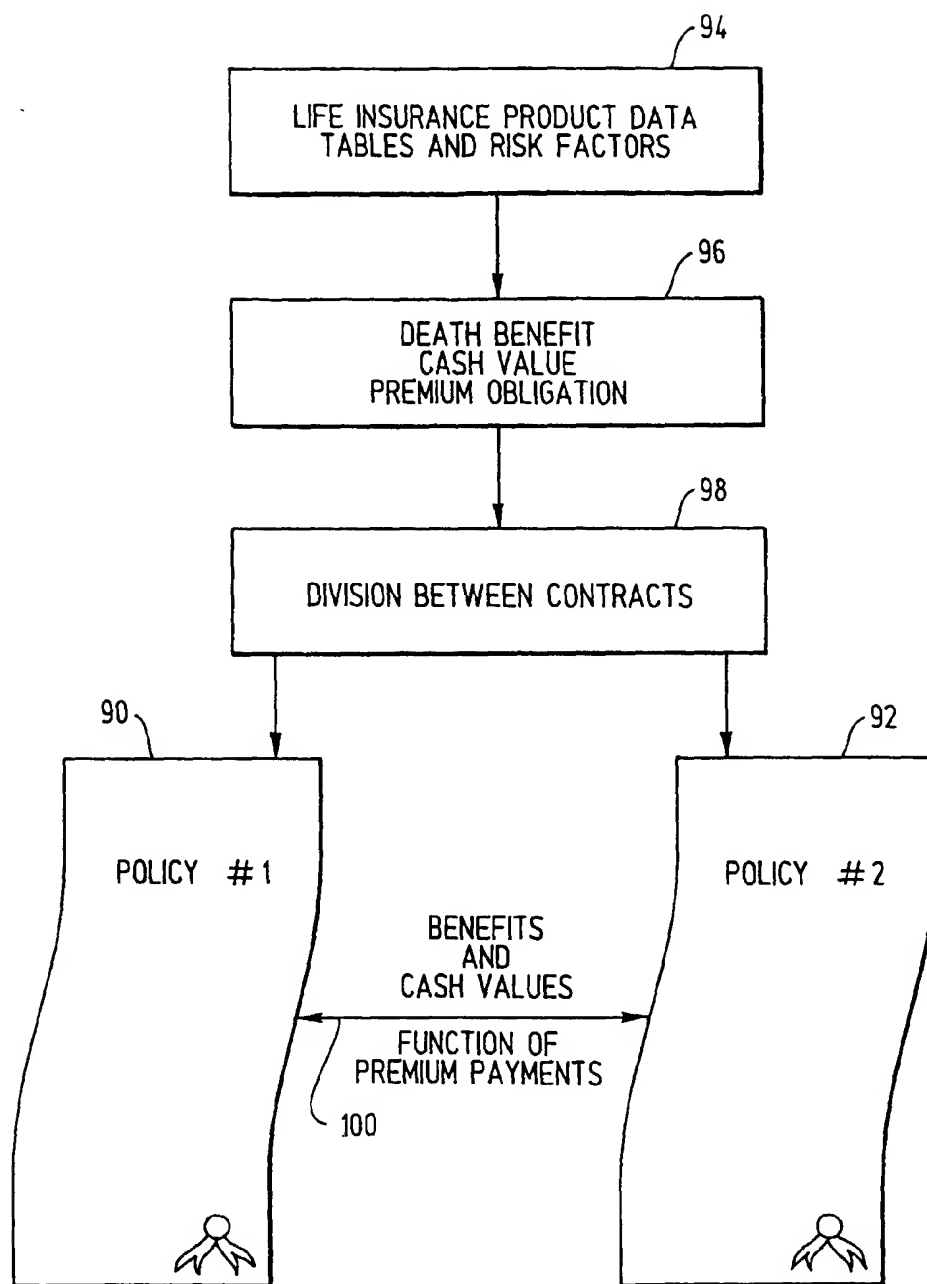 94
LIFE INSURANCE PRODUCT DATA
TABLES AND RISK FACTORS
96
DEATH BENEFIT
CASH VALUE
PREMIUM OBLIGATION
98
DIVISION BETWEEN CONTRACTS
90
92
POLICY #1
POLICY #2
BENEFITS
AND
CASH VALUES
FUNCTION OF
PREMIUM PAYMENTS
100